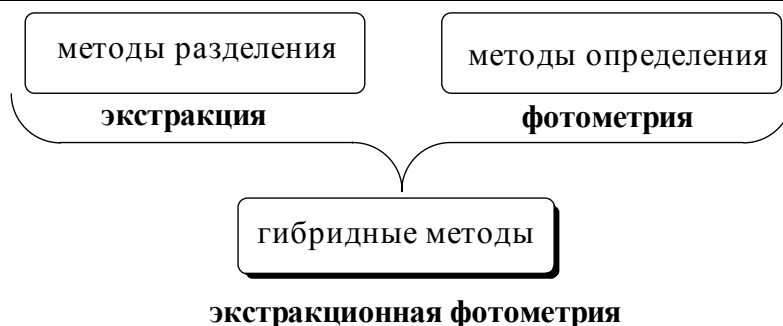 методы разделения
методы определения
экстракция
фотометрия
гибридные методы
экстракционная фотометрия